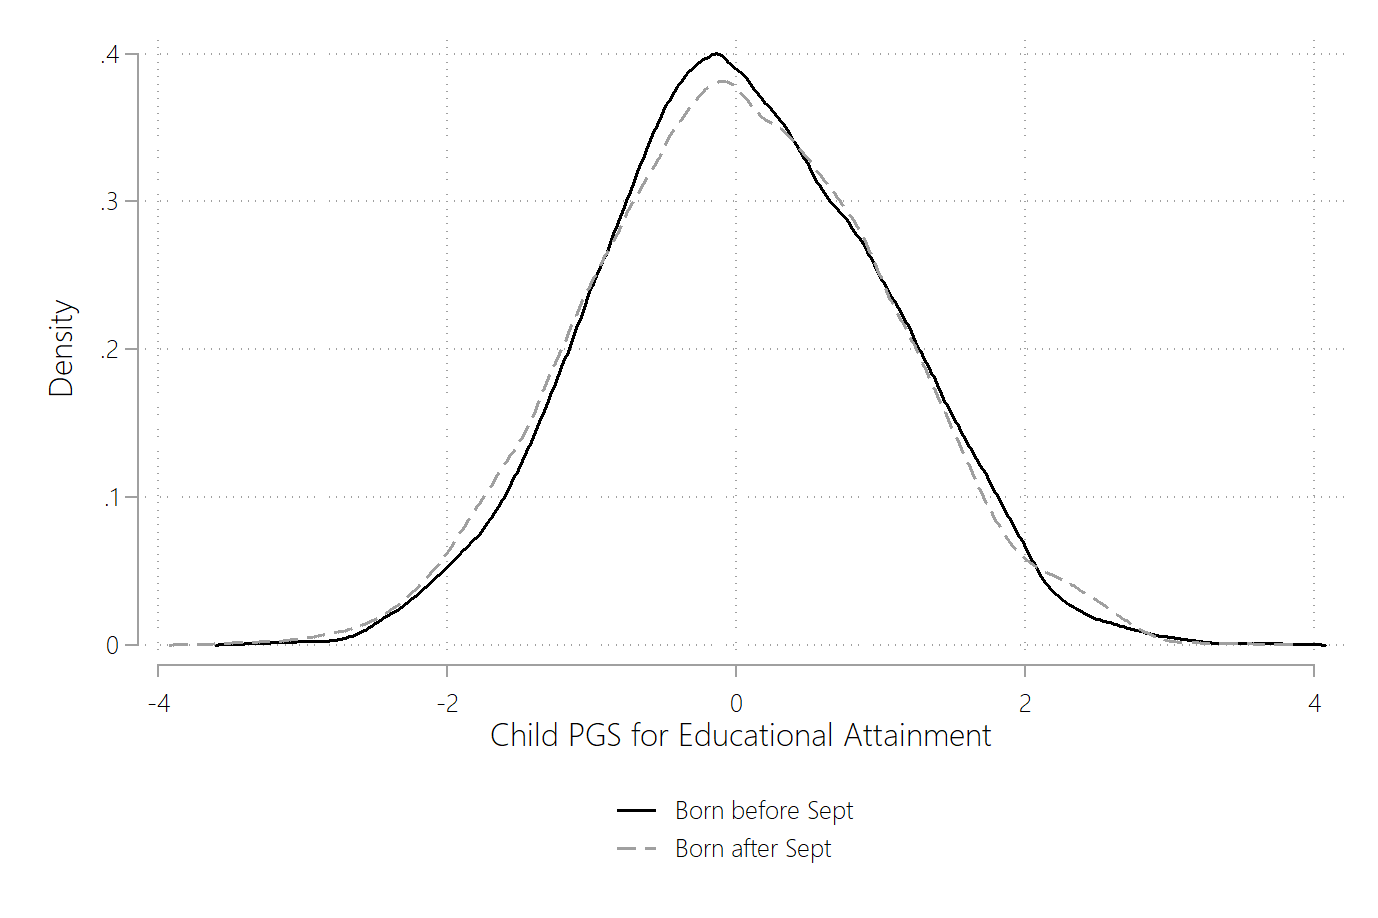 .4
.3
.2
.1
0
Density
-4 -2 0 2 4
Child PGS for Educational Attainment
Born before Sept
Born after Sept